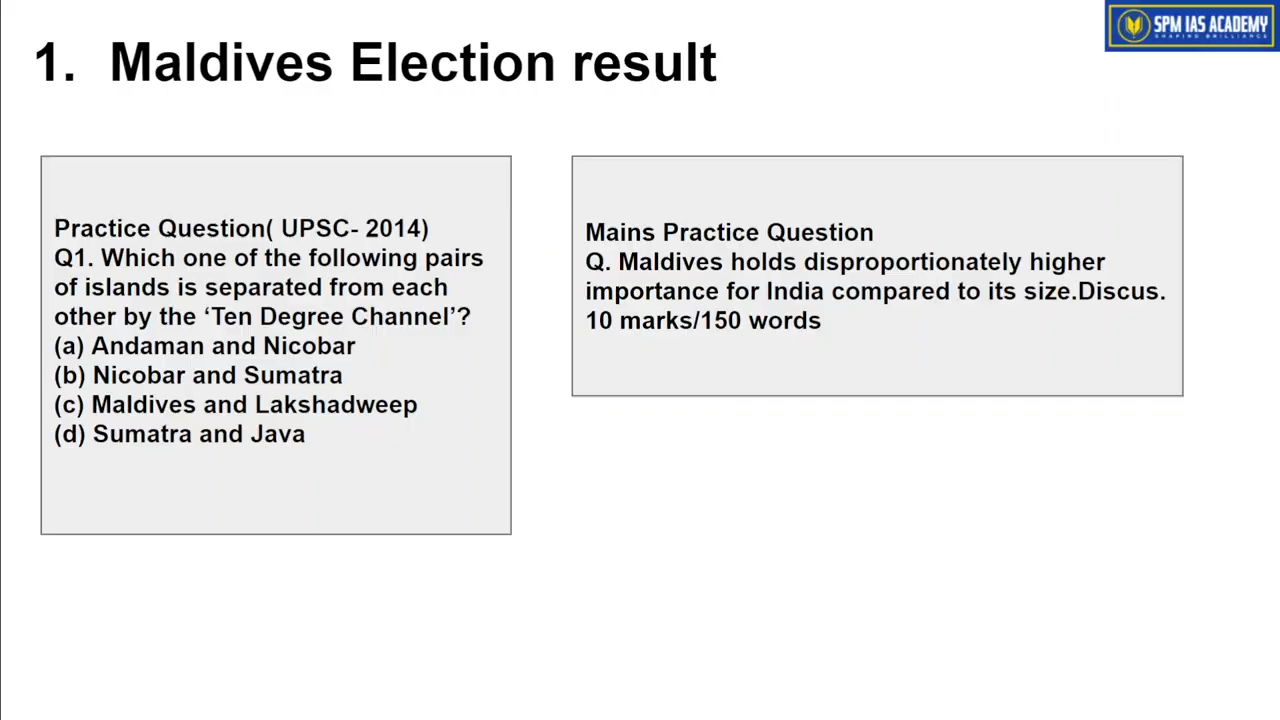 SPM IAS ACADEMY
SHAPING BRILLIANCE
1. Maldives Election result
Practice Question( UPSC- 2014)
Q1. Which one of the following pairs
of islands is separated from each
other by the ‘Ten Degree Channel’?
(a) Andaman and Nicobar
(b) Nicobar and Sumatra
(c) Maldives and Lakshadweep
(d) Sumatra and Java
Mains Practice Question
Q. Maldives holds disproportionately higher
importance for India compared to its size.Discus.
10 marks/150 words